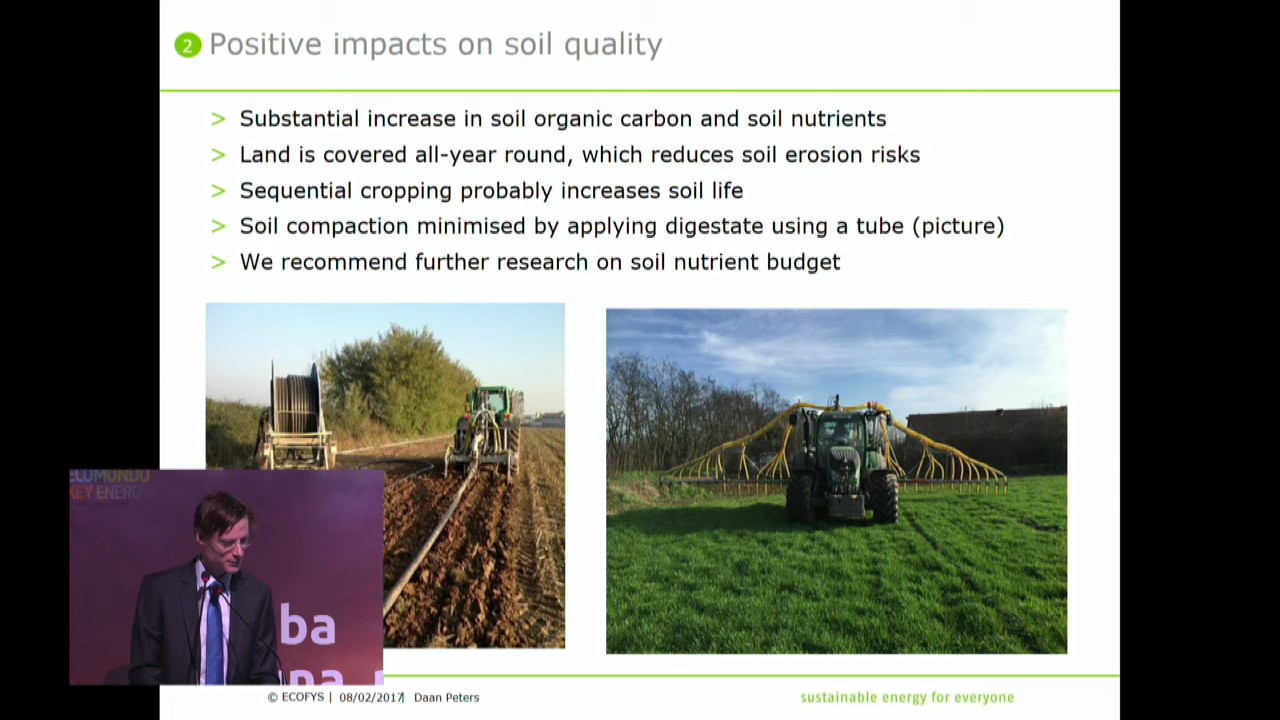 2 Positive impacts on soil quality
> Substantial increase in soil organic carbon and soil nutrients
> Land is covered all-year round, which reduces soil erosion risks
> Sequential cropping probably increases soil life
> Soil compaction minimised by applying digestate using a tube (picture)
> We recommend further research on soil nutrient budget
ECOMONDO
KEY ENERG
ba
© ECOFYS | 08/02/2017| Daan Peters
sustainable energy for everyone